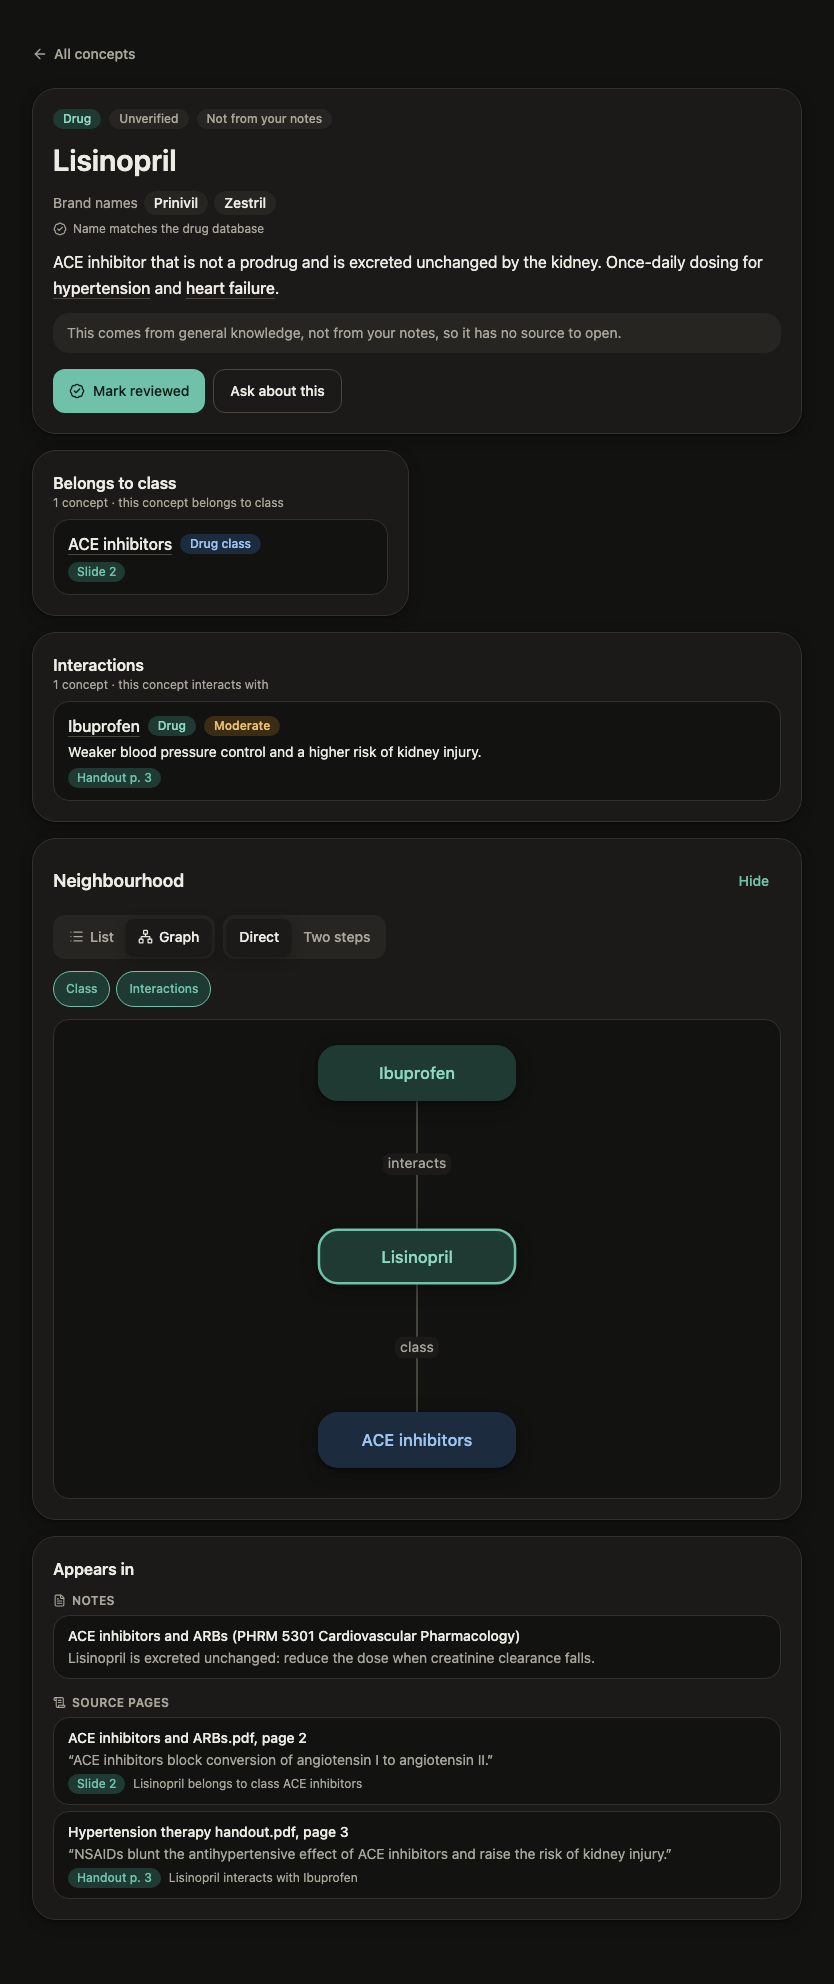 All concepts
Drug Unverified Not from your notes
Lisinopril
Brand names Prinivil Zestril
Name matches the drug database
ACE inhibitor that is not a prodrug and is excreted unchanged by the kidney. Once-daily dosing for
hypertension and heart failure.
This comes from general knowledge, not from your notes, so it has no source to open.
Mark reviewed Ask about this
Belongs to class
1 concept · this concept belongs to class
ACE inhibitors Drug class
Slide 2
Interactions
1 concept · this concept interacts with
Ibuprofen Drug Moderate
Weaker blood pressure control and a higher risk of kidney injury.
Handout p. 3
Neighbourhood Hide
List Graph Direct Two steps
Class Interactions
Ibuprofen
interacts
Lisinopril
class
ACE inhibitors
Appears in
NOTES
ACE inhibitors and ARBs (PHRM 5301 Cardiovascular Pharmacology)
Lisinopril is excreted unchanged: reduce the dose when creatinine clearance falls.
SOURCE PAGES
ACE inhibitors and ARBs.pdf, page 2
“ACE inhibitors block conversion of angiotensin I to angiotensin II.”
Slide 2 Lisinopril belongs to class ACE inhibitors
Hypertension therapy handout.pdf, page 3
“NSAIDs blunt the antihypertensive effect of ACE inhibitors and raise the risk of kidney injury.”
Handout p. 3 Lisinopril interacts with Ibuprofen